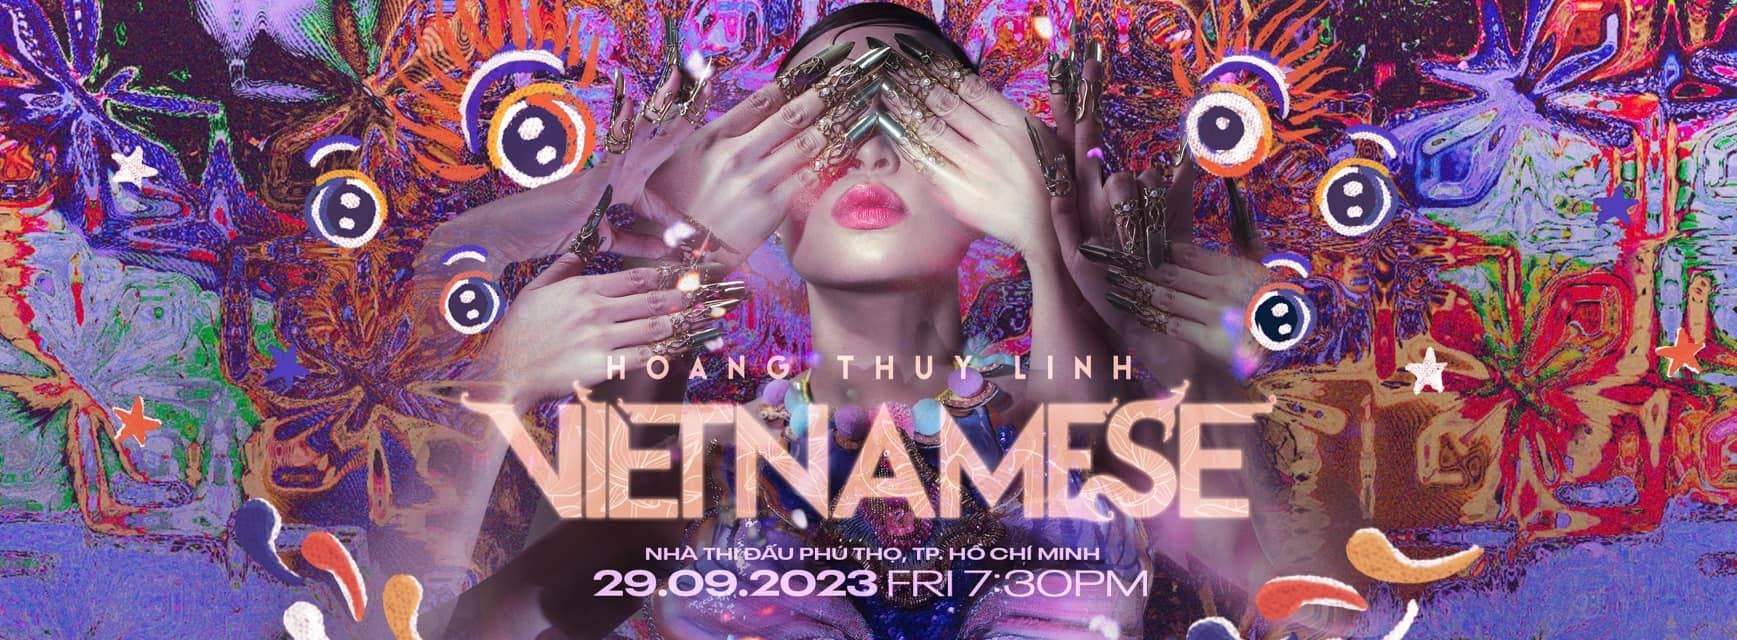 HOANG THUY LINH
VIETNAMESE
NHÀ THI ĐẤU PHÚ THỌ, TP. HỒ CHÍ MINH
29.09.2023 FRI 7:30PM